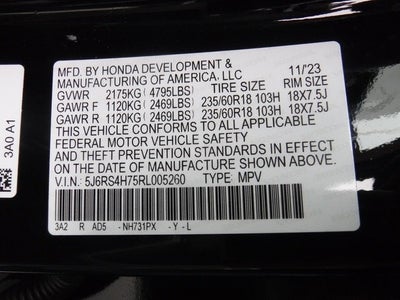 MFD. BY HONDA DEVELOPMENT &
MANUFACTURING OF AMERICA, LLC 11/'23
GVWR 2175KG (4795LBS) TIRE SIZE RIM SIZE
GAWR F 1120KG (2469LBS) 235/60R18 103H 18X7.5J
GAWR R 1120KG (2469LBS) 235/60R18 103H 18X7.5J
THIS VEHICLE CONFORMS TO ALL APPLICABLE
FEDERAL MOTOR VEHICLE SAFETY, BUMPER,
AND THEFT PREVENTION STANDARDS IN EFFECT
ON THE DATE OF MANUFACTURE SHOWN ABOVE.
V.I.N.: 5J6RS4H75RL005260 TYPE: MPV
3A2 R AD5 - NH731PX - Y - L
3A0 A1